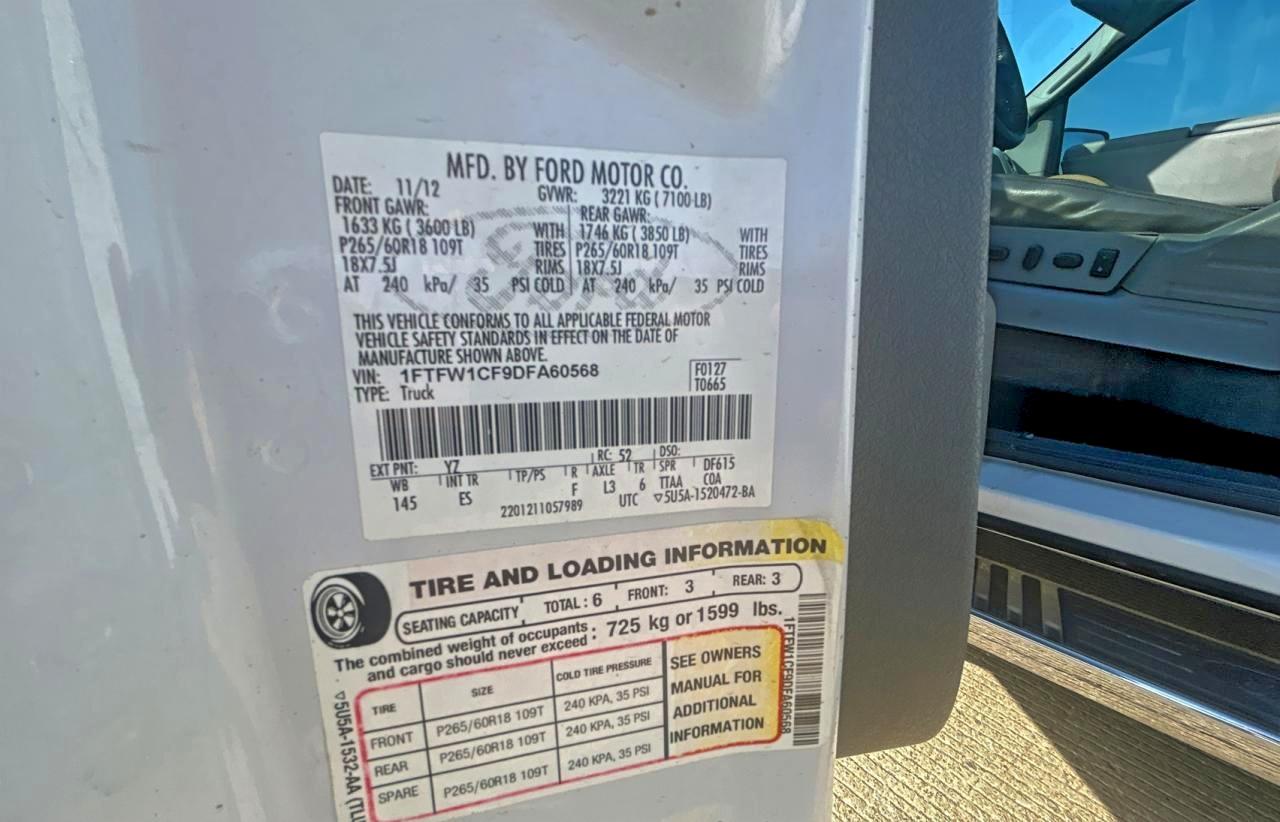 MFD. BY FORD MOTOR CO.
DATE: 11/12 GVWR: 3221 KG ( 7100 LB)
FRONT GAWR: REAR GAWR:
1633 KG ( 3600 LB) WITH 1746 KG ( 3850 LB) WITH
P265/60R18 109T TIRES P265/60R18 109T TIRES
18X7.5J RIMS 18X7.5J RIMS
AT 240 kPa/ 35 PSI COLD AT 240 kPa/ 35 PSI COLD
THIS VEHICLE CONFORMS TO ALL APPLICABLE FEDERAL MOTOR
VEHICLE SAFETY STANDARDS IN EFFECT ON THE DATE OF
MANUFACTURE SHOWN ABOVE.
VIN: 1FTFW1CF9DFA60568 F0127
TYPE: Truck T0665
EXT PNT: YZ RC: 52 DSO:
WB INT TR TP/PS R AXLE TR SPR DF615
145 ES F L3 6 TTAA COA
2201211057989 UTC ▽5U5A-1520472-BA
TIRE AND LOADING INFORMATION
SEATING CAPACITY TOTAL: 6 FRONT: 3 REAR: 3
The combined weight of occupants and cargo should never exceed : 725 kg or 1599 lbs.
TIRE SIZE COLD TIRE PRESSURE
FRONT P265/60R18 109T 240 KPA, 35 PSI
REAR P265/60R18 109T 240 KPA, 35 PSI
SPARE P265/60R18 109T 240 KPA, 35 PSI
SEE OWNERS
MANUAL FOR
ADDITIONAL
INFORMATION
1FTFW1CF9DFA60568
▽5U5A-1532-AA